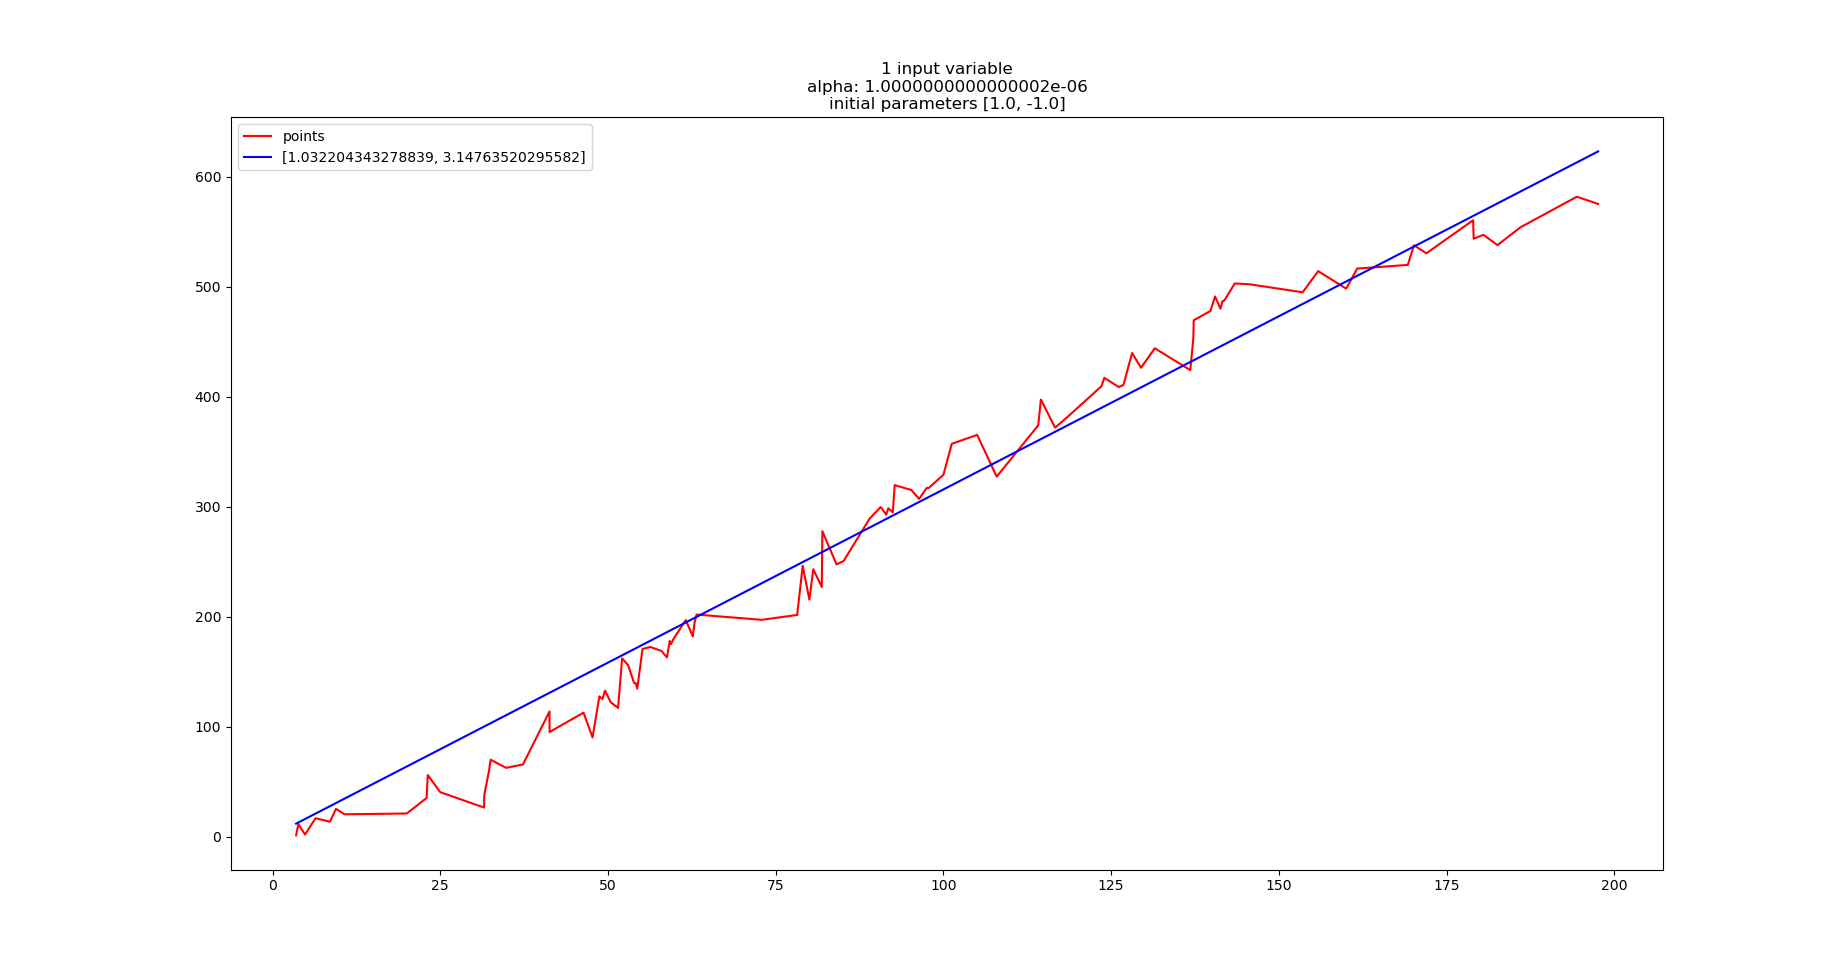 1 input variable
alpha: 1.0000000000000002e-06
initial parameters [1.0, -1.0]
points
[1.032204343278839, 3.14763520295582]
600
500
400
300
200
100
0
0 25 50 75 100 125 150 175 200